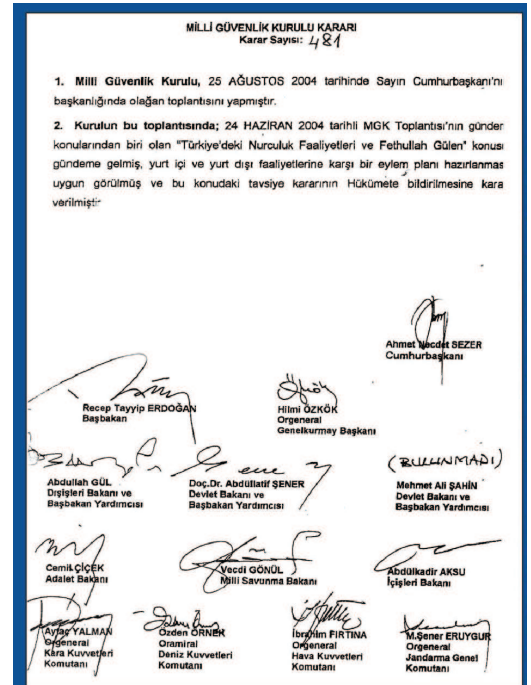 MİLLİ GÜVENLİK KURULU KARARI
Karar Sayısı: 481
1. Milli Güvenlik Kurulu, 25 AĞUSTOS 2004 tarihinde Sayın Cumhurbaşkanı'nı
başkanlığında olağan toplantısını yapmıştır.
2. Kurulun bu toplantısında; 24 HAZİRAN 2004 tarihli MGK Toplantısı'nın günder
konularından biri olan "Türkiye'deki Nurculuk Faaliyetleri ve Fethullah Gülen" konusu
gündeme gelmiş, yurt içi ve yurt dışı faaliyetlerine karşı bir eylem planı hazırlanmas
uygun görülmüş ve bu konudaki tavsiye kararının Hükümete bildirilmesine kara
verilmiştir
Ahmet Necdet SEZER
Cumhurbaşkanı
Recep Tayyip ERDOĞAN
Başbakan
Hilmi ÖZKÖK
Orgeneral
Genelkurmay Başkanı
Abdullah GÜL
Dışişleri Bakanı ve
Başbakan Yardımcısı
Doç.Dr. Abdüllatif ŞENER
Devlet Bakanı ve
Başbakan Yardımcısı
(BULUNMADI)
Mehmet Ali ŞAHİN
Devlet Bakanı ve
Başbakan Yardımcısı
Cemil ÇİÇEK
Adalet Bakanı
Vecdi GÖNÜL
Milli Savunma Bakanı
Abdülkadir AKSU
İçişleri Bakanı
Aytaç YALMAN
Orgeneral
Kara Kuvvetleri
Komutanı
Özden ÖRNEK
Oramiral
Deniz Kuvvetleri
Komutanı
İbrahim FIRTINA
Orgeneral
Hava Kuvvetleri
Komutanı
M.Şener ERUYGUR
Orgeneral
Jandarma Genel
Komutanı